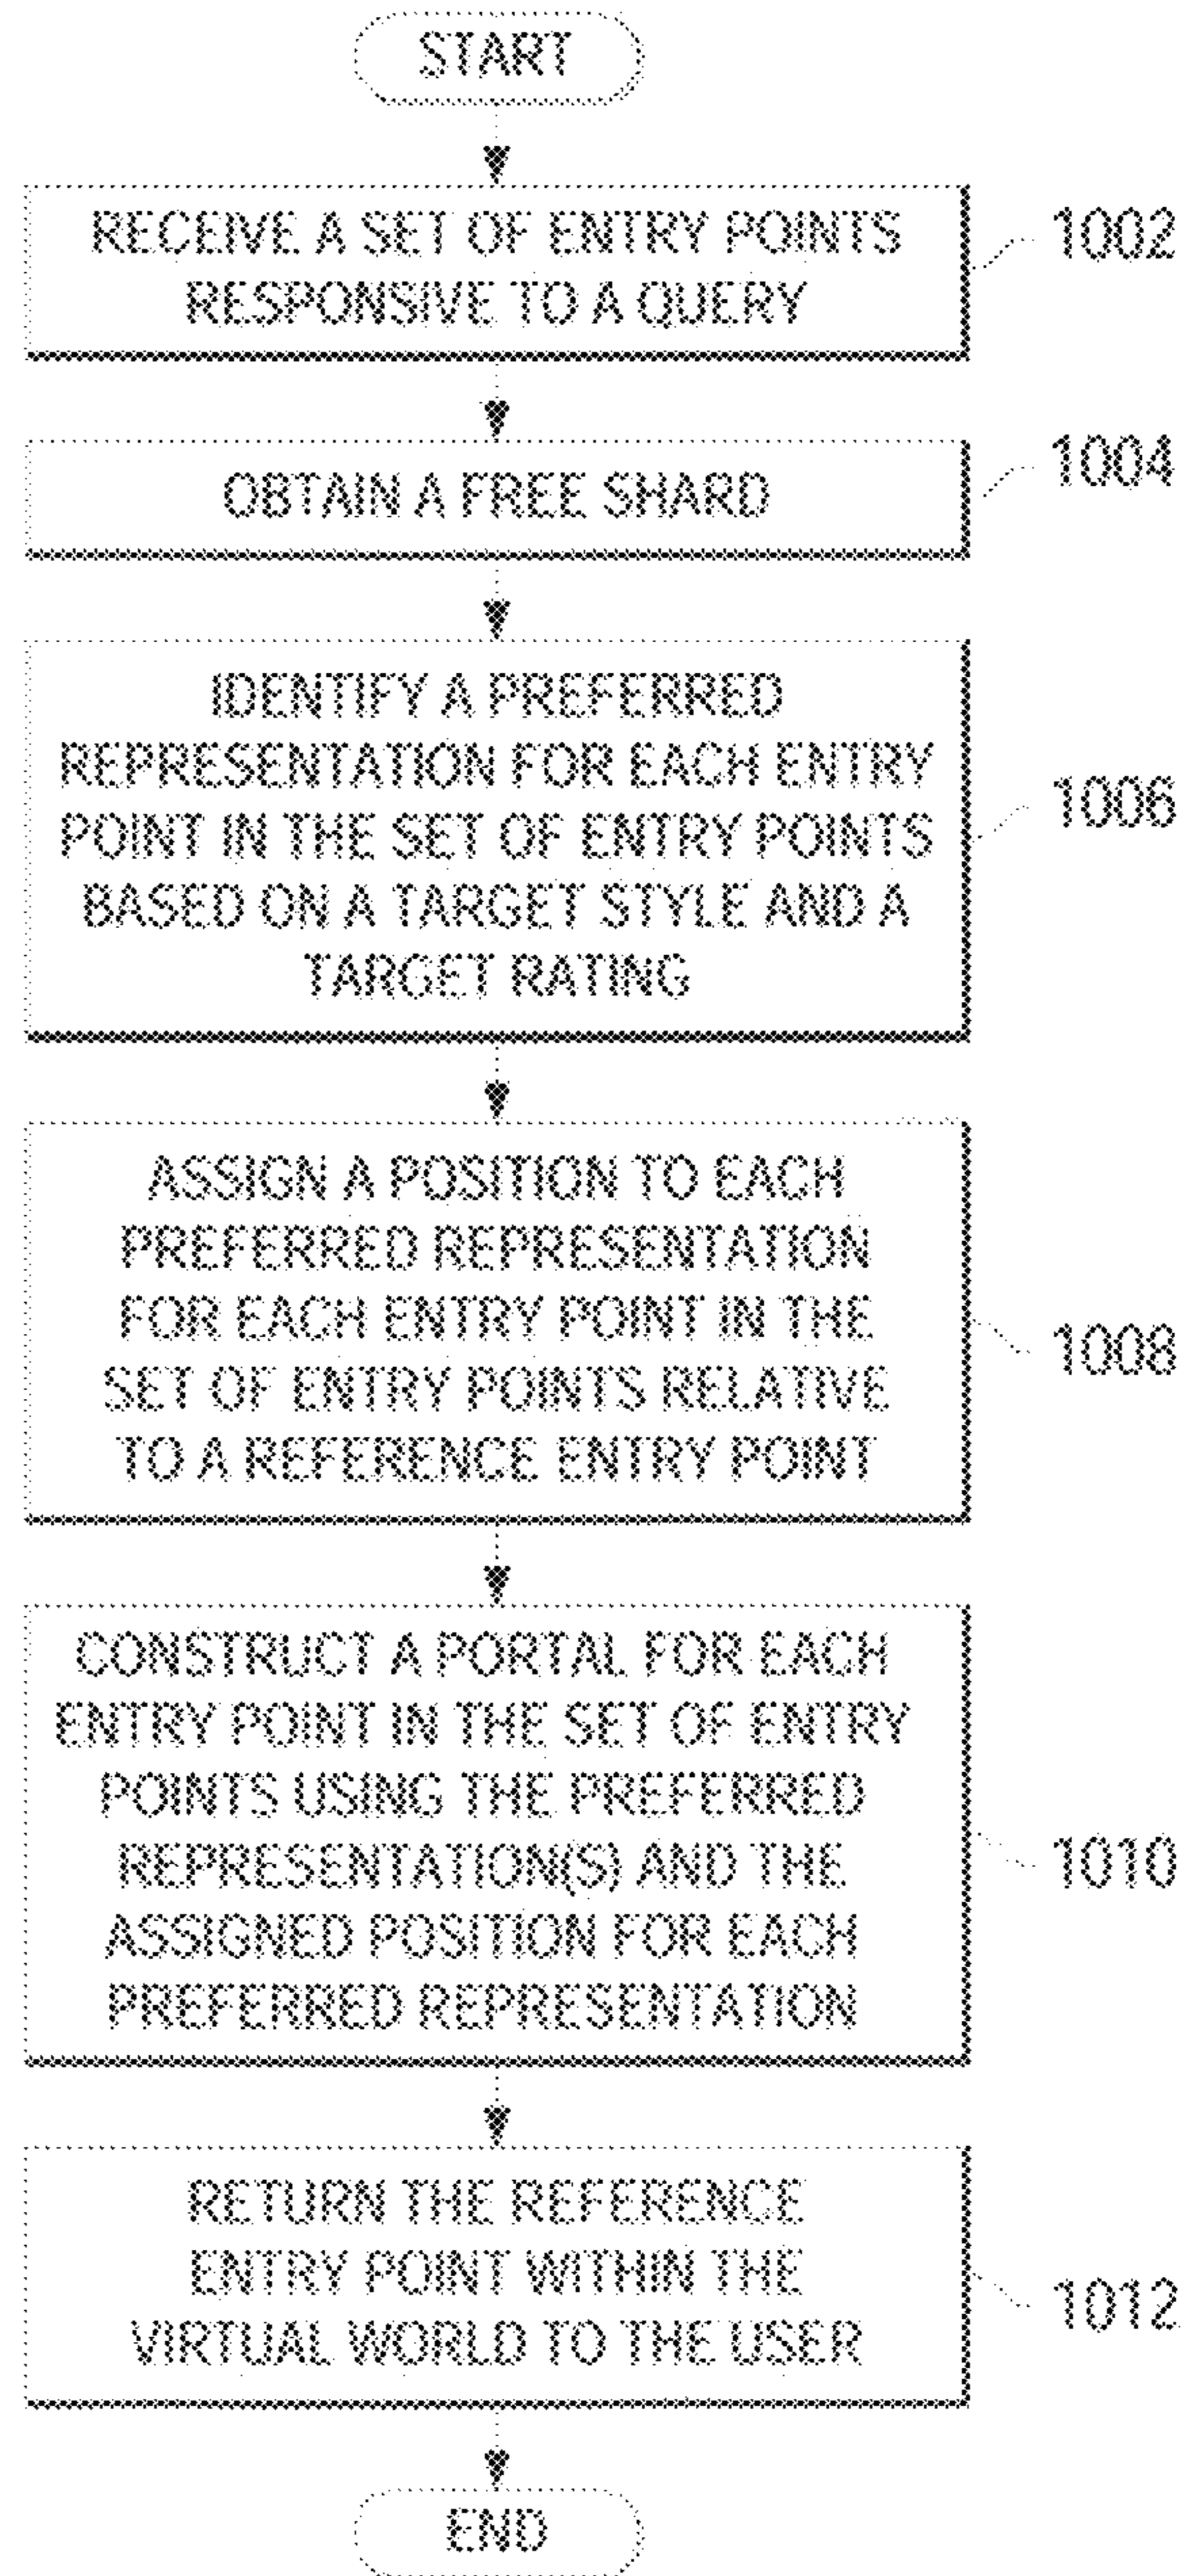 START
RECEIVE A SET OF ENTRY POINTS
RESPONSIVE TO A QUERY
1002
OBTAIN A FREE SHARD
1004
IDENTIFY A PREFERRED
REPRESENTATION FOR EACH ENTRY
POINT IN THE SET OF ENTRY POINTS
BASED ON A TARGET STYLE AND A
TARGET RATING
1006
ASSIGN A POSITION TO EACH
PREFERRED REPRESENTATION
FOR EACH ENTRY POINT IN THE
SET OF ENTRY POINTS RELATIVE
TO A REFERENCE ENTRY POINT
1008
CONSTRUCT A PORTAL FOR EACH
ENTRY POINT IN THE SET OF ENTRY
POINTS USING THE PREFERRED
REPRESENTATION(S) AND THE
ASSIGNED POSITION FOR EACH
PREFERRED REPRESENTATION
1010
RETURN THE REFERENCE
ENTRY POINT WITHIN THE
VIRTUAL WORLD TO THE USER
1012
END